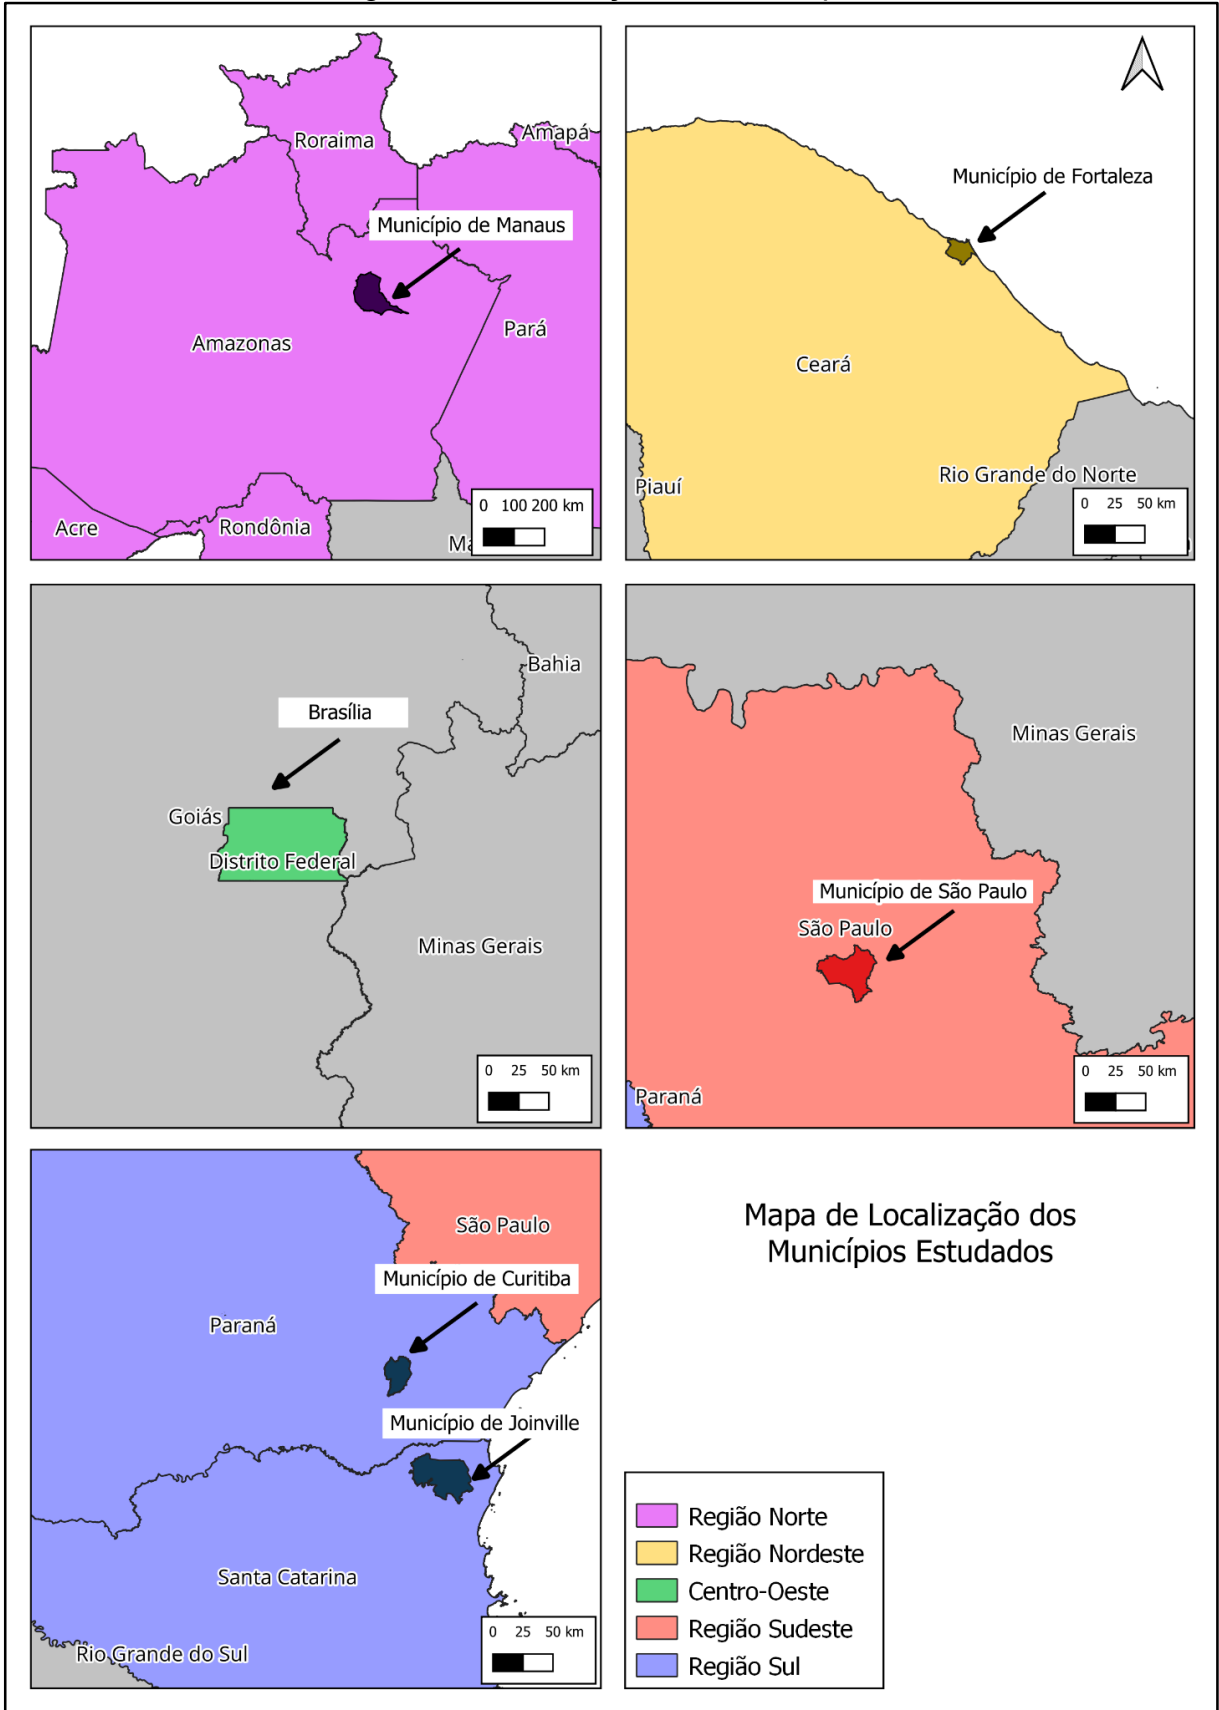 Roraima
Amapá
Município de Manaus
Amazonas
Pará
Acre
Rondônia
0 100 200 km
Município de Fortaleza
Ceará
Piauí
Rio Grande do Norte
0 25 50 km
Bahia
Brasília
Goiás
Distrito Federal
Minas Gerais
0 25 50 km
Minas Gerais
Município de São Paulo
São Paulo
Paraná
0 25 50 km
São Paulo
Município de Curitiba
Paraná
Município de Joinville
Santa Catarina
Rio Grande do Sul
0 25 50 km
Mapa de Localização dos
Municípios Estudados
Região Norte
Região Nordeste
Centro-Oeste
Região Sudeste
Região Sul